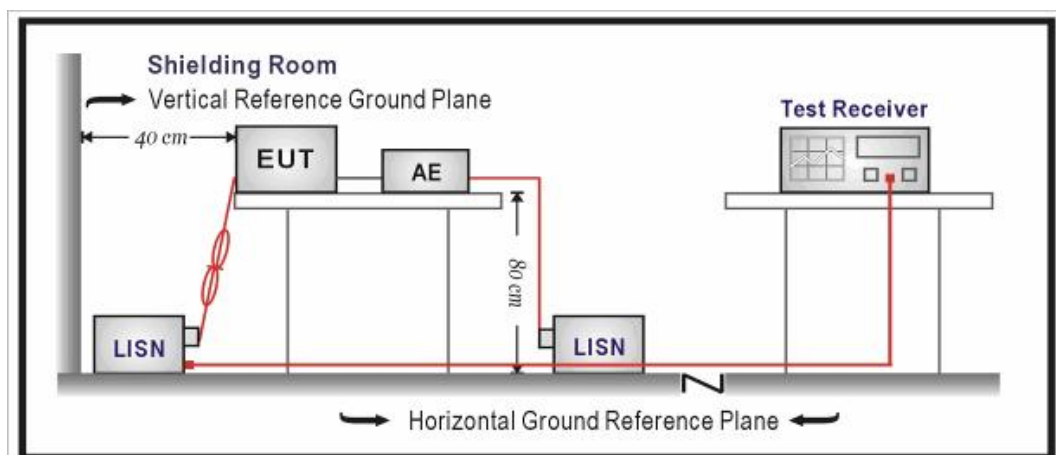 Shielding Room
Vertical Reference Ground Plane
40 cm
EUT
AE
Test Receiver
80 cm
LISN
LISN
Horizontal Ground Reference Plane